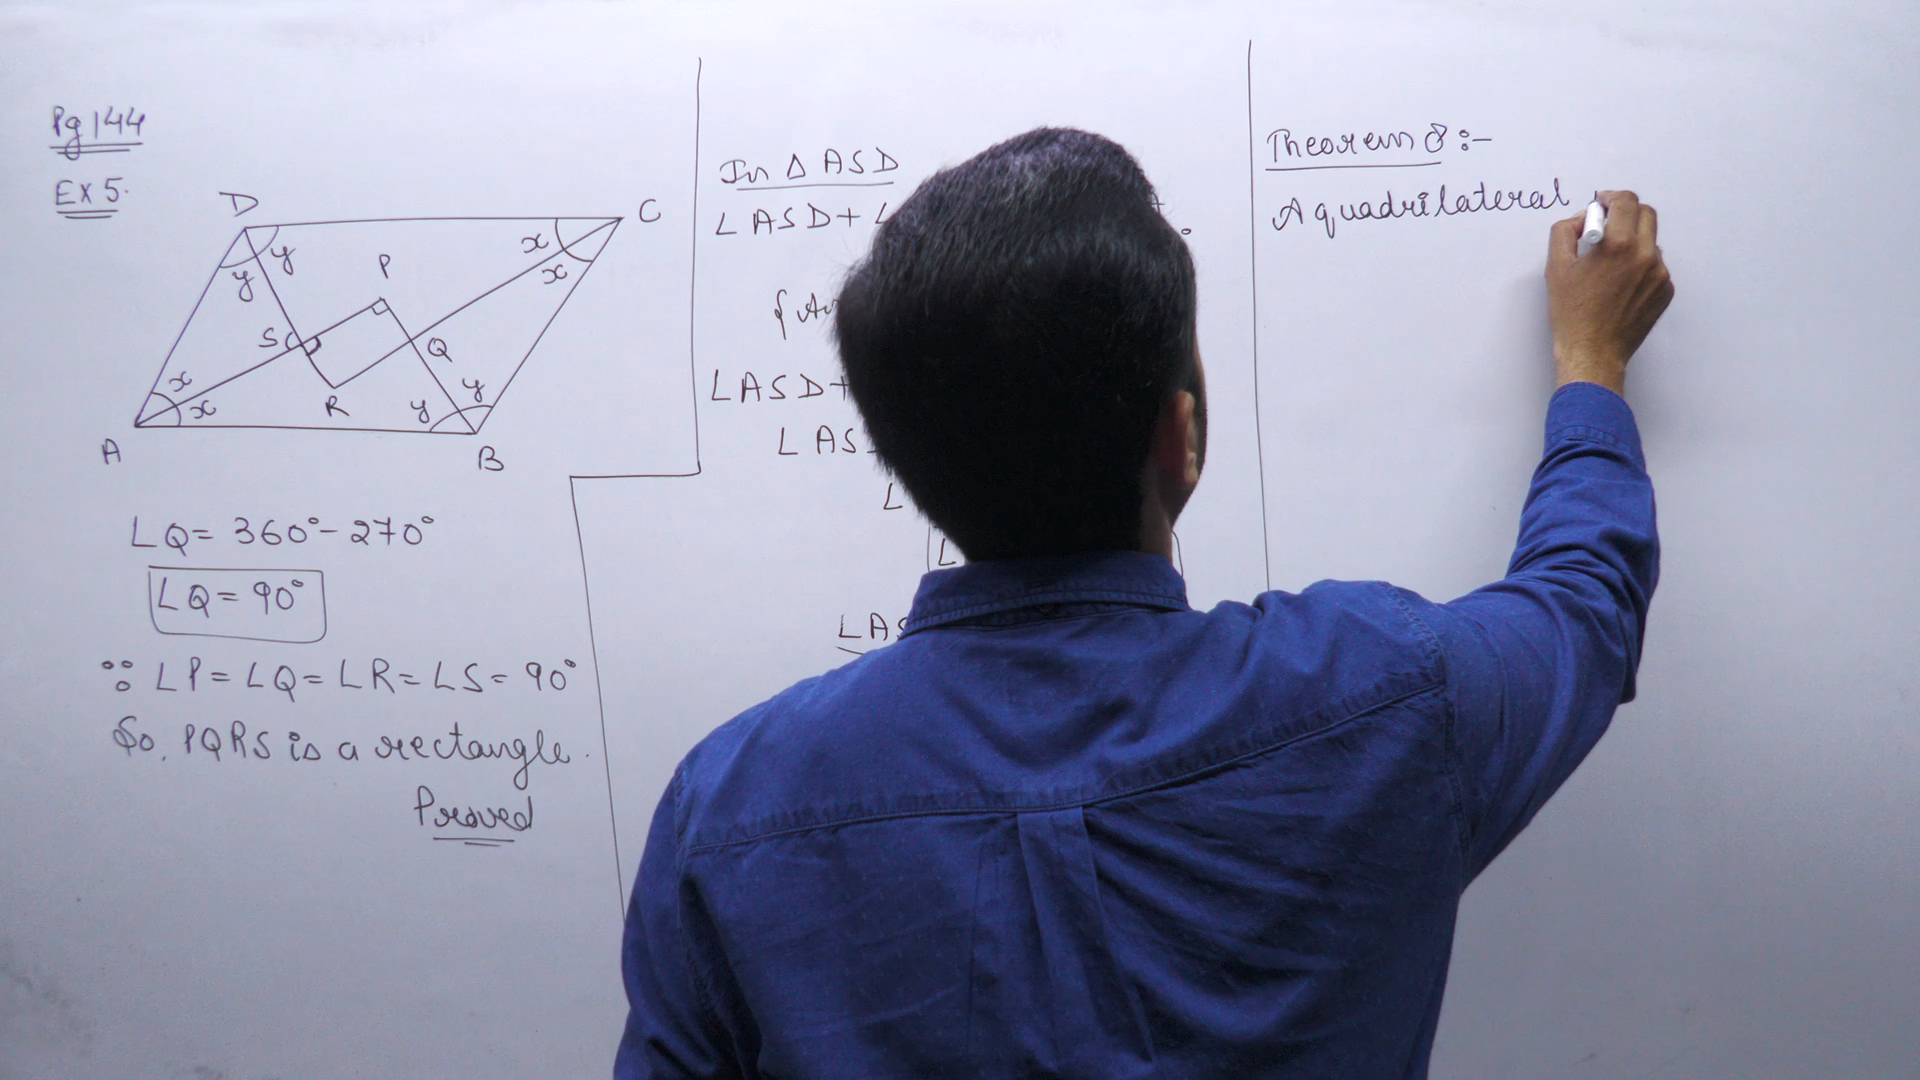 Pg 144
Ex 5.
D
C
y
y
x
x
P
S
Q
x
x
R
y
y
A
B
∠Q = 360° - 270°
∠Q = 90°
∵ ∠P = ∠Q = ∠R = ∠S = 90°
So, PQRS is a rectangle.
Proved
In Δ ASD
∠ASD + ∠
∠ASD +
∠AS
∠
∠
∠AS
Theorem 8 :-
A quadrilateral